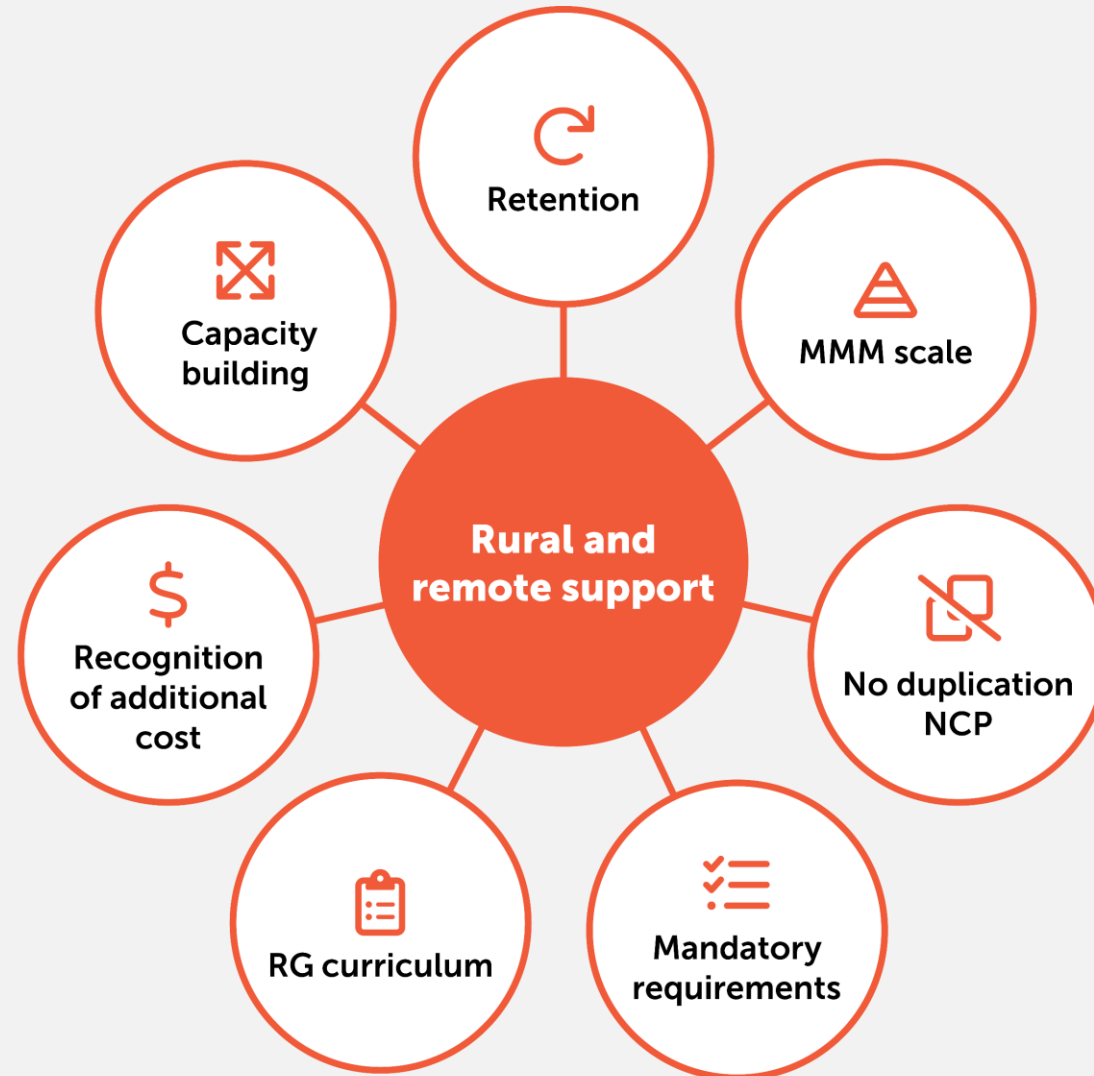 Retention
MMM scale
No duplication
NCP
Mandatory
requirements
RG curriculum
Recognition
of additional
cost
Capacity
building
Rural and
remote support